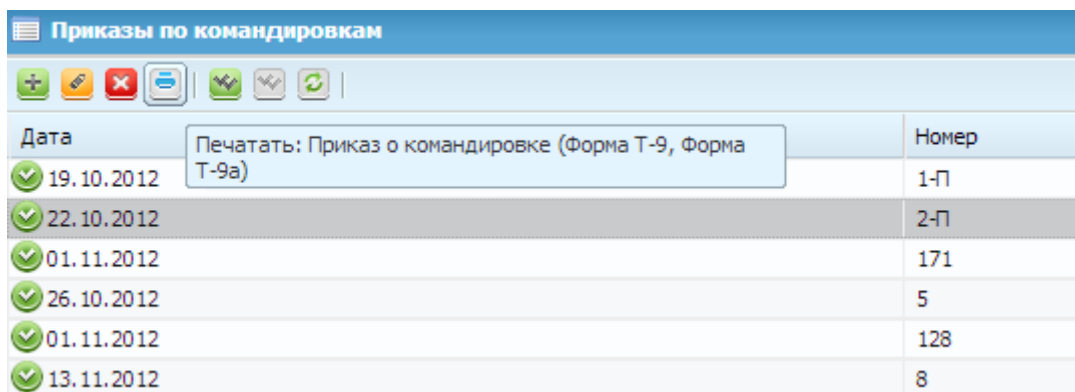 Приказы по командировкам
Дата
Номер
Печатать: Приказ о командировке (Форма Т-9, Форма
Т-9а)
19.10.2012 1-П
22.10.2012 2-П
01.11.2012 171
26.10.2012 5
01.11.2012 128
13.11.2012 8